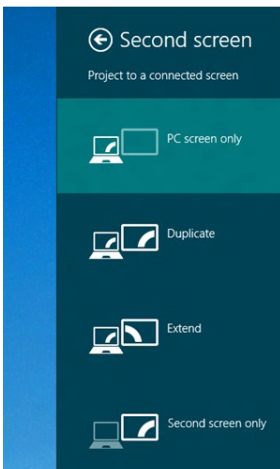 Second screen
Project to a connected screen
PC screen only
Duplicate
Extend
Second screen only